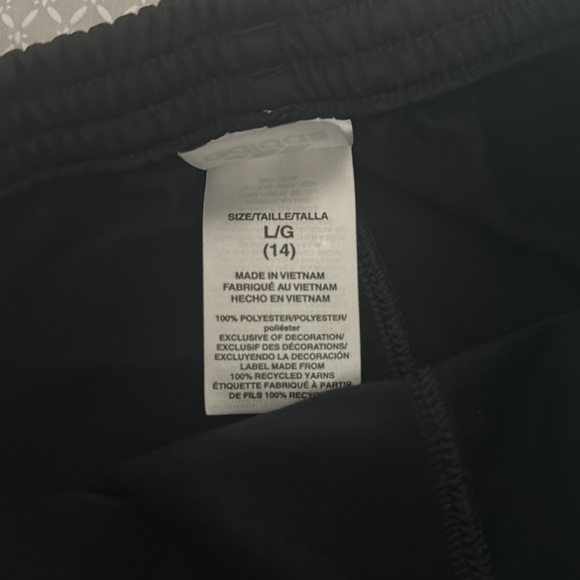 SIZE/TAILLE/TALLA
L/G
(14)
MADE IN VIETNAM
FABRIQUÉ AU VIETNAM
HECHO EN VIETNAM
100% POLYESTER/POLYESTER/
poliéster
EXCLUSIVE OF DECORATION/
EXCLUSIF DES DÉCORATIONS/
EXCLUYENDO LA DECORACIÓN
LABEL MADE FROM
100% RECYCLED YARNS
ÉTIQUETTE FABRIQUÉ À PARTIR
DE FILS 100%